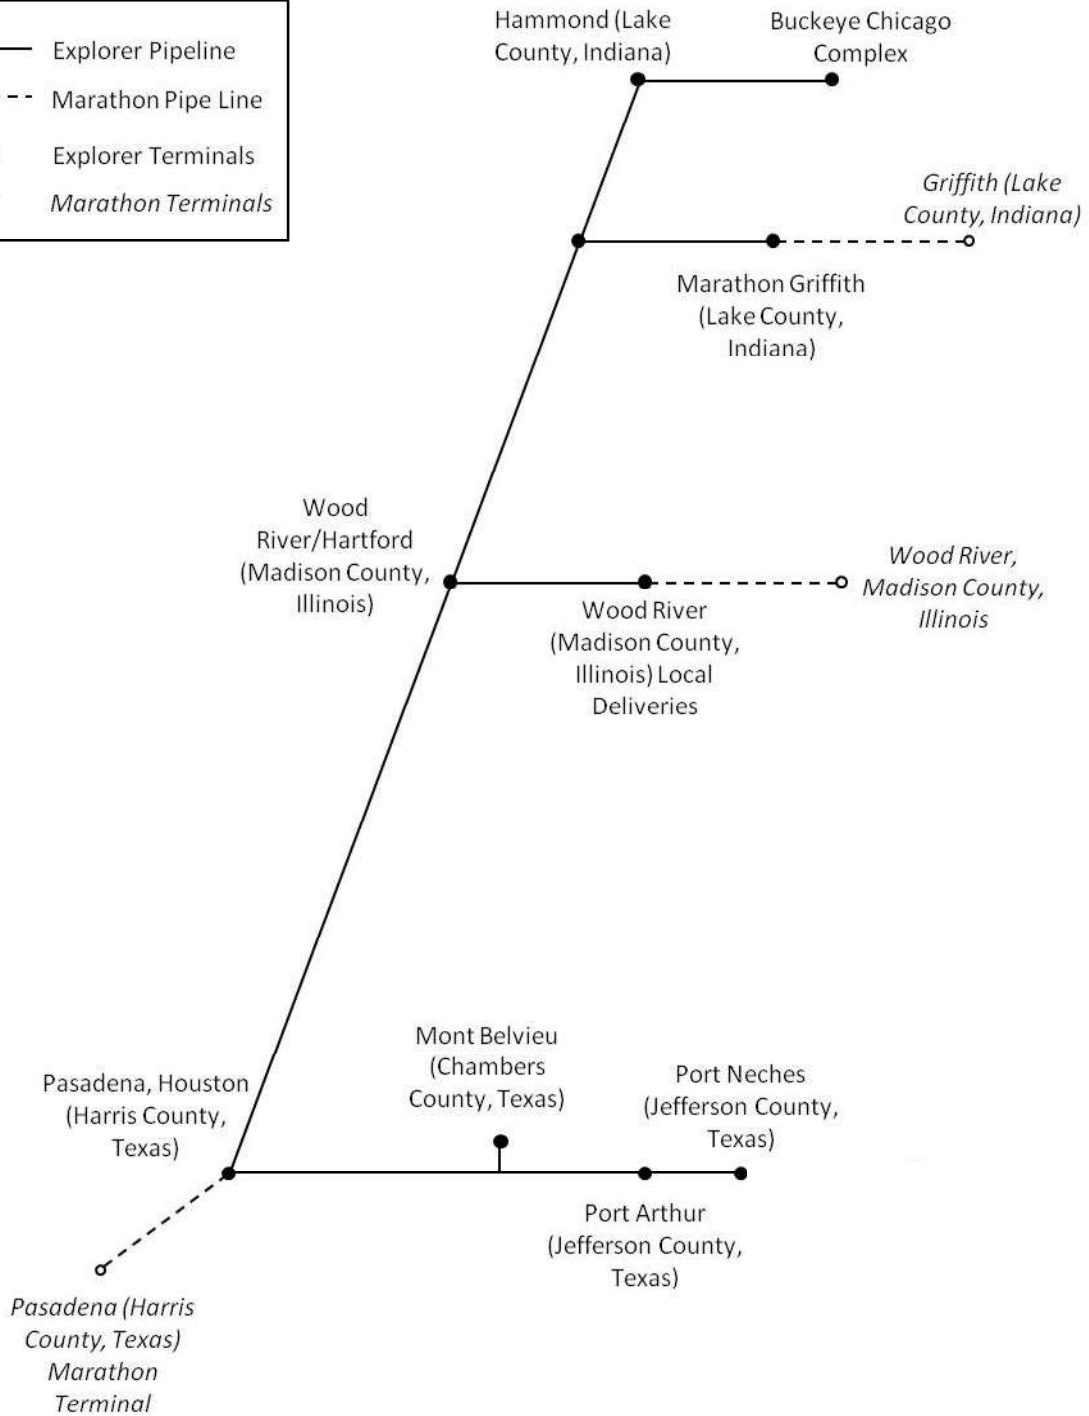 Explorer Pipeline
Marathon Pipe Line
Explorer Terminals
Marathon Terminals
Hammond (Lake
County, Indiana)
Buckeye Chicago
Complex
Griffith (Lake
County, Indiana)
Marathon Griffith
(Lake County,
Indiana)
Wood
River/Hartford
(Madison County,
Illinois)
Wood River
(Madison County,
Illinois) Local
Deliveries
Wood River,
Madison County,
Illinois
Pasadena, Houston
(Harris County,
Texas)
Mont Belvieu
(Chambers
County, Texas)
Port Neches
(Jefferson County,
Texas)
Port Arthur
(Jefferson County,
Texas)
Pasadena (Harris
County, Texas)
Marathon
Terminal